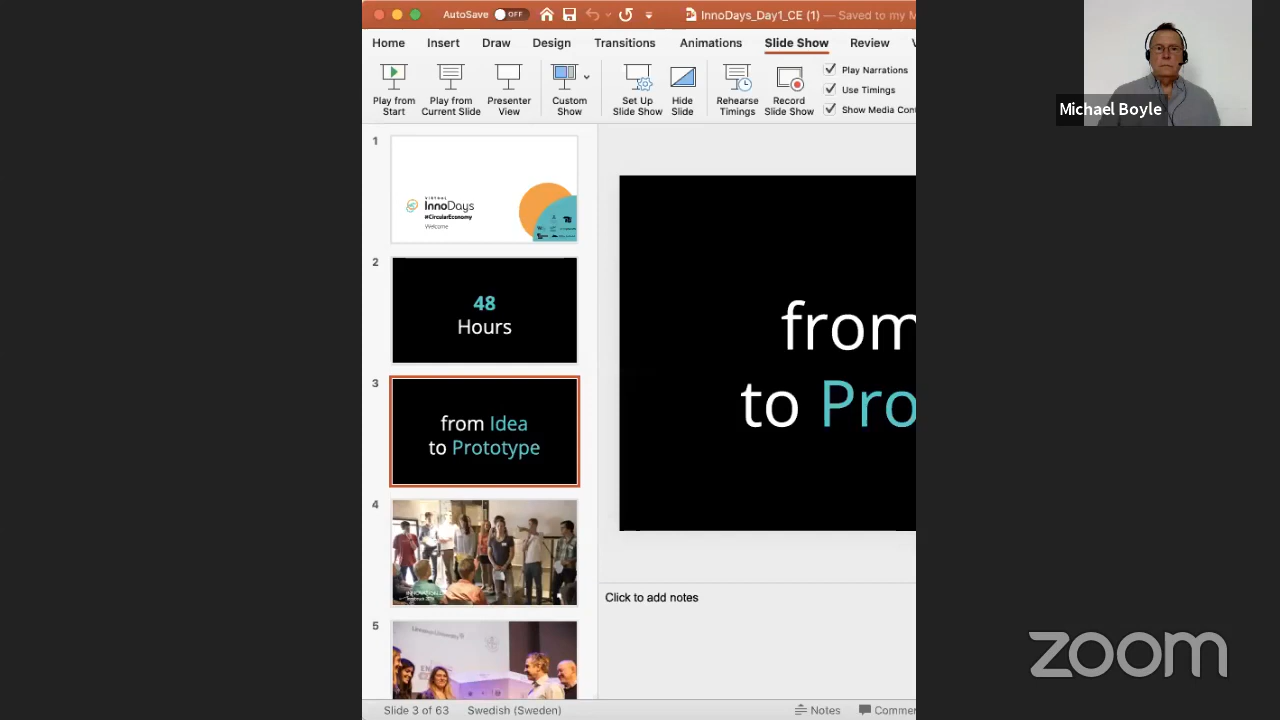 AutoSave OFF
InnoDays_Day1_CE (1) — Saved to my M
Home Insert Draw Design Transitions Animations Slide Show Review
Play from Start
Play from Current Slide
Presenter View
Custom Show
Set Up Slide Show
Hide Slide
Rehearse Timings
Record Slide Show
Play Narrations
Use Timings
Show Media Cont
Michael Boyle
1
VIRTUAL
InnoDays
#CircularEconomy
Welcome
2
48
Hours
3
from Idea
to Prototype
4
5
from
to Pro
Click to add notes
Slide 3 of 63 Swedish (Sweden)
Notes Commen
zoom